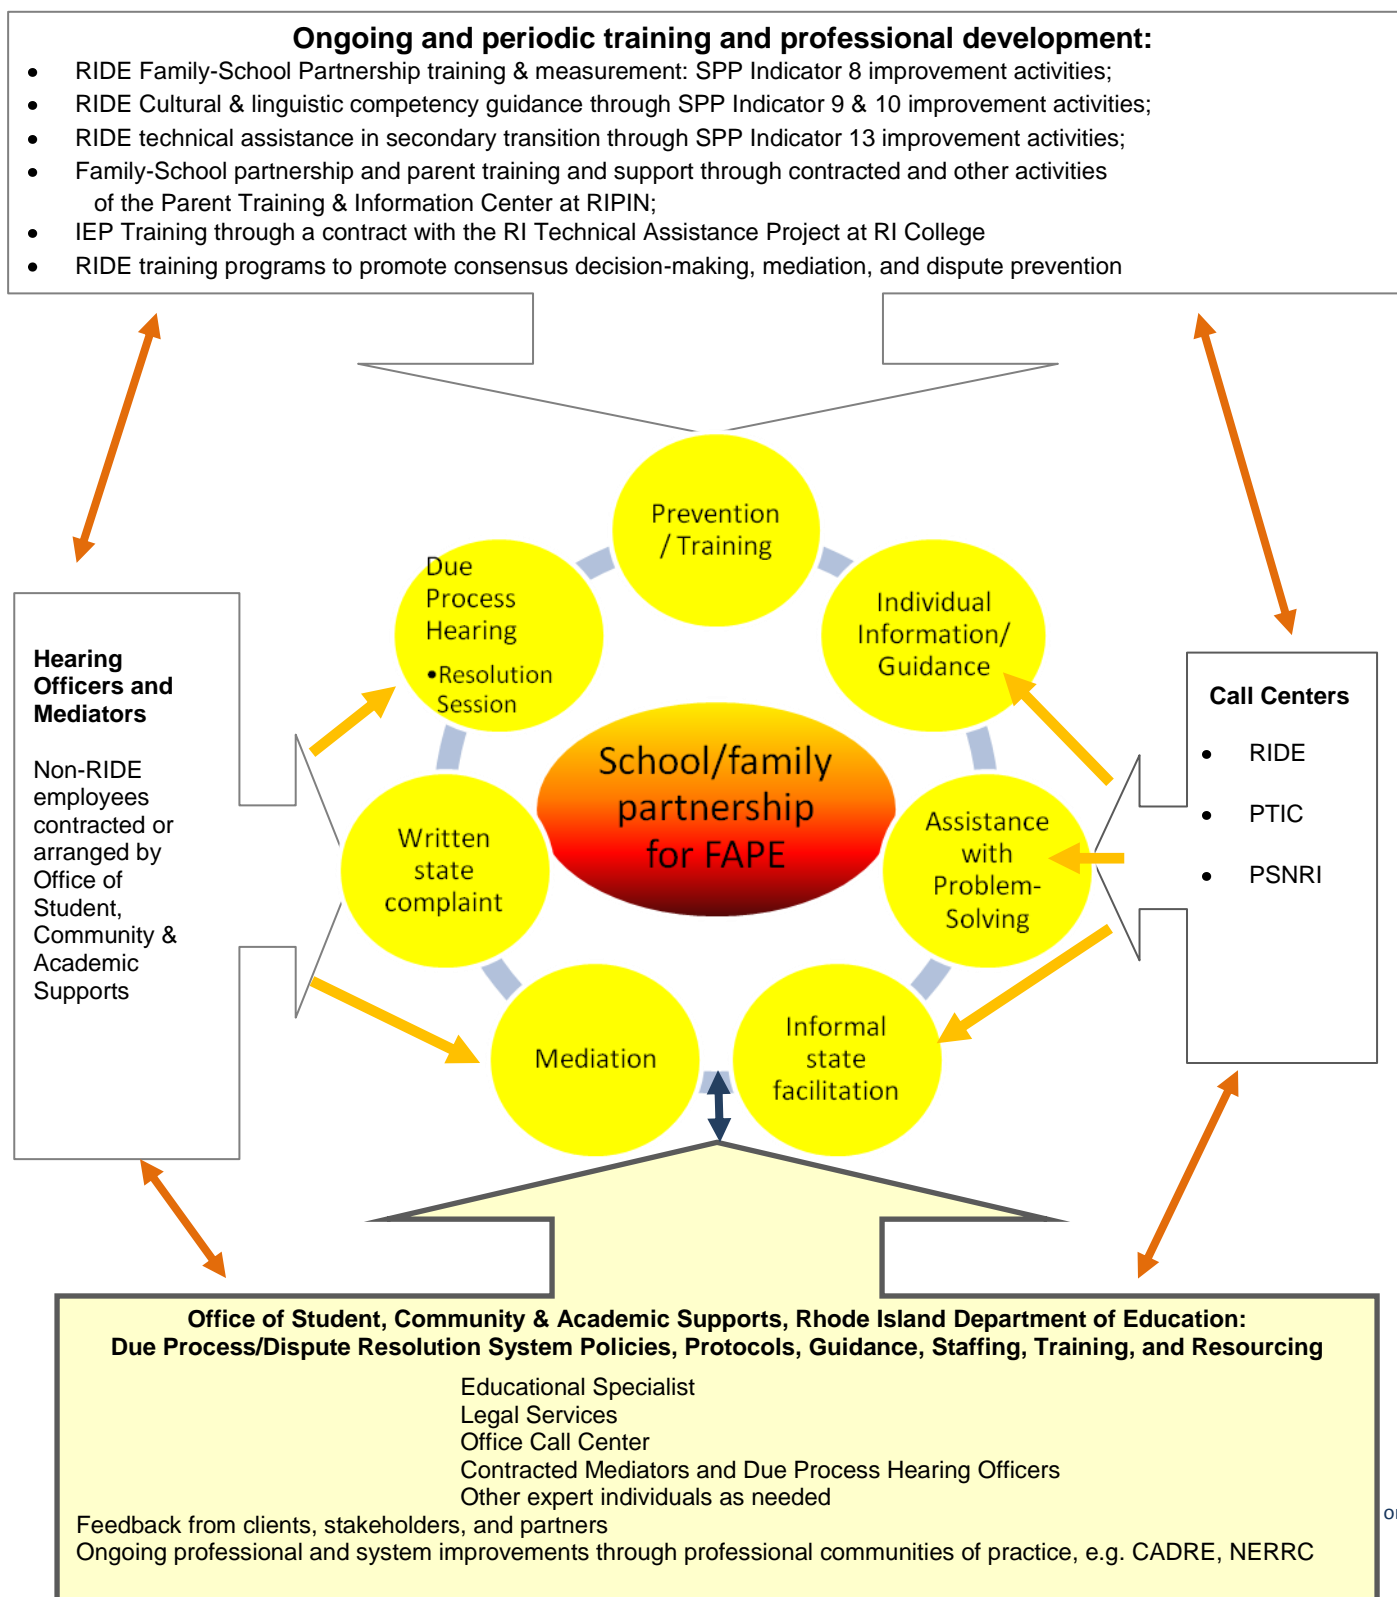 Ongoing and periodic training and professional development:
• RIDE Family-School Partnership training & measurement: SPP Indicator 8 improvement activities;
• RIDE Cultural & linguistic competency guidance through SPP Indicator 9 & 10 improvement activities;
• RIDE technical assistance in secondary transition through SPP Indicator 13 improvement activities;
• Family-School partnership and parent training and support through contracted and other activities
of the Parent Training & Information Center at RIPIN;
• IEP Training through a contract with the RI Technical Assistance Project at RI College
• RIDE training programs to promote consensus decision-making, mediation, and dispute prevention
Prevention
/ Training
Due
Process
Hearing
•Resolution
Session
Individual
Information/
Guidance
Hearing
Officers and
Mediators
Non-RIDE
employees
contracted or
arranged by
Office of
Student,
Community &
Academic
Supports
School/family
partnership
for FAPE
Call Centers
• RIDE
• PTIC
• PSNRI
Written
state
complaint
Assistance
with
Problem-
Solving
Mediation
Informal
state
facilitation
Office of Student, Community & Academic Supports, Rhode Island Department of Education:
Due Process/Dispute Resolution System Policies, Protocols, Guidance, Staffing, Training, and Resourcing
Educational Specialist
Legal Services
Office Call Center
Contracted Mediators and Due Process Hearing Officers
Other expert individuals as needed
Feedback from clients, stakeholders, and partners
Ongoing professional and system improvements through professional communities of practice, e.g. CADRE, NERRC